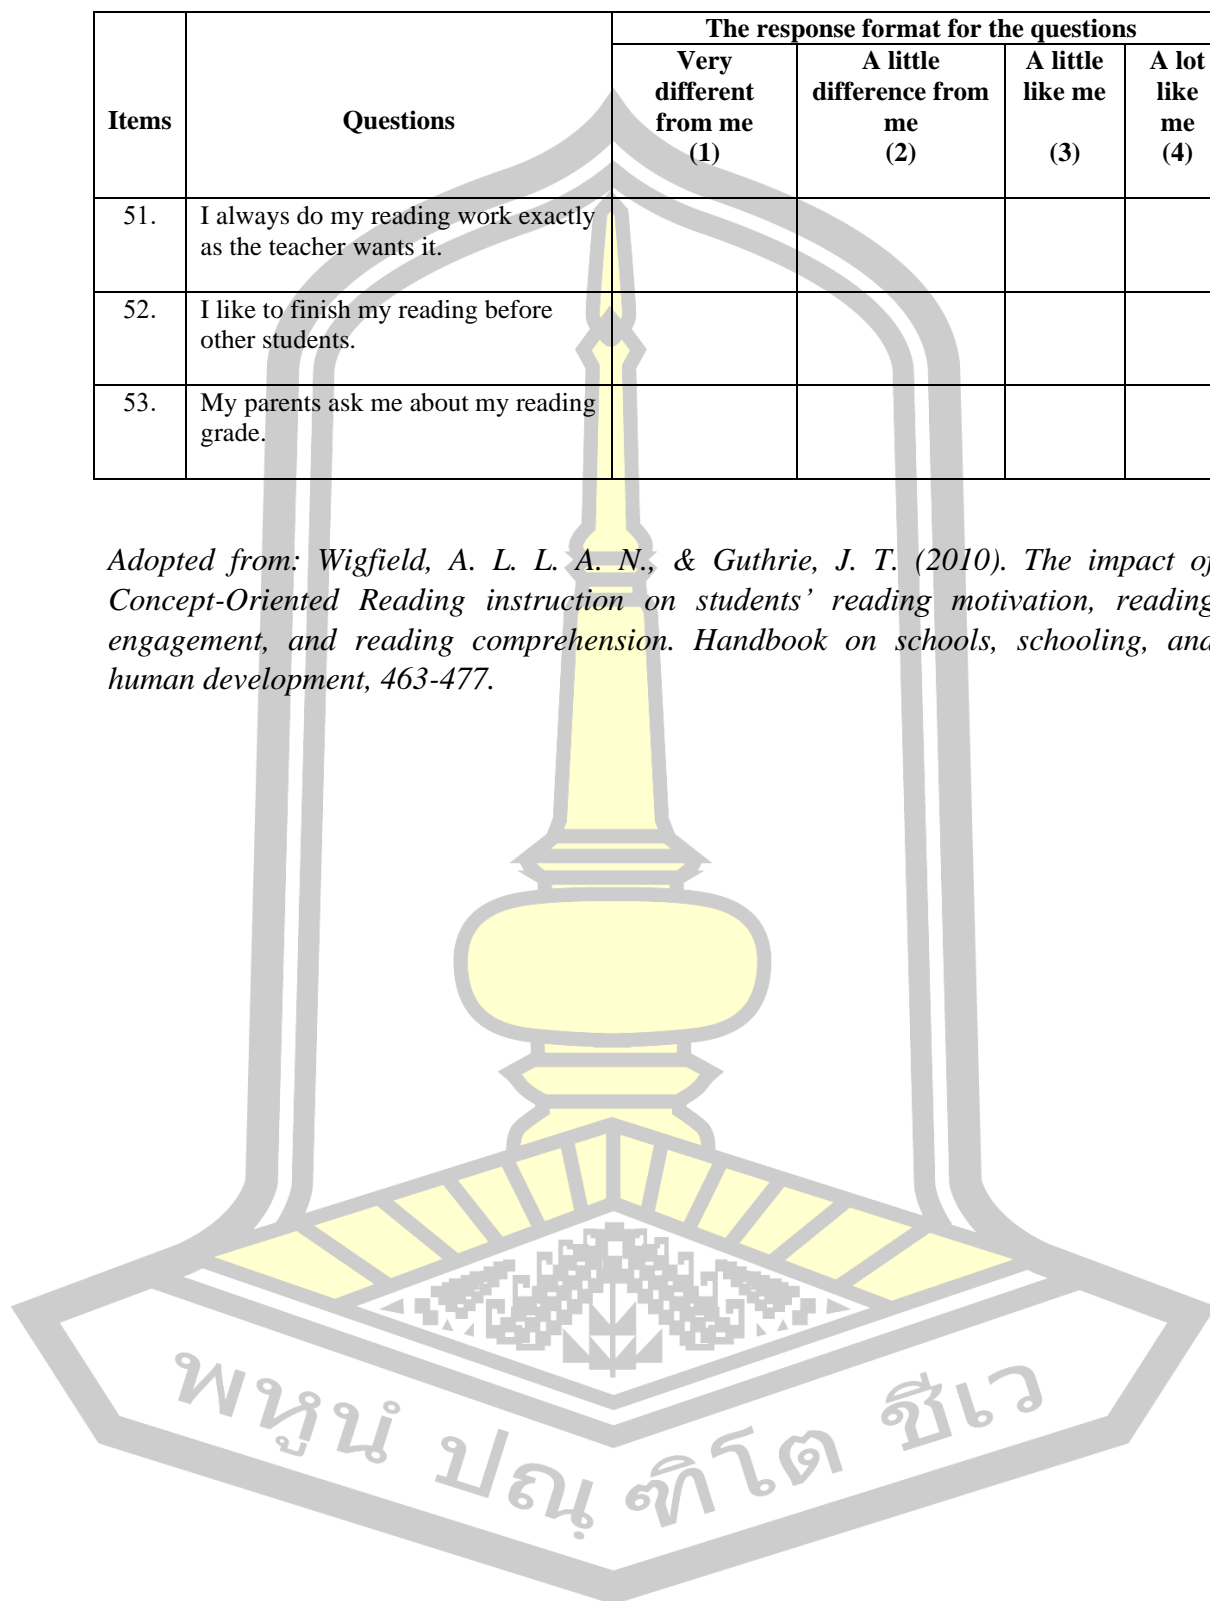 The response format for the questions
Items Questions Very different from me (1) A little difference from me (2) A little like me (3) A lot like me (4)
51. I always do my reading work exactly
as the teacher wants it.
52. I like to finish my reading before
other students.
53. My parents ask me about my reading
grade.
Adopted from: Wigfield, A. L. L. A. N., & Guthrie, J. T. (2010). The impact of
Concept-Oriented Reading instruction on students’ reading motivation, reading
engagement, and reading comprehension. Handbook on schools, schooling, and
human development, 463-477.
พหูนํ ปณฺฑิโต ชีเว